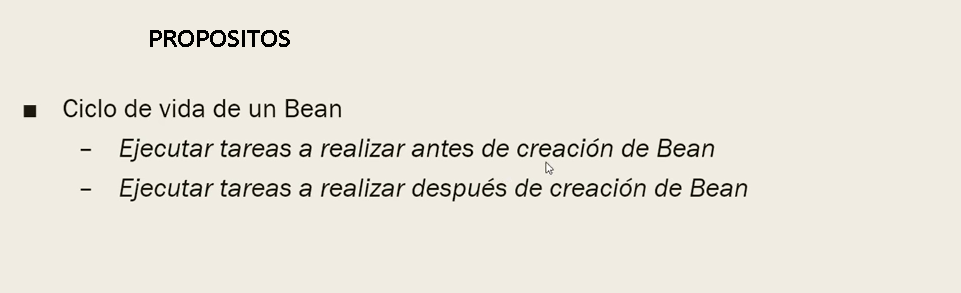 PROPOSITOS
■ Ciclo de vida de un Bean
– Ejecutar tareas a realizar antes de creación de Bean
– Ejecutar tareas a realizar después de creación de Bean